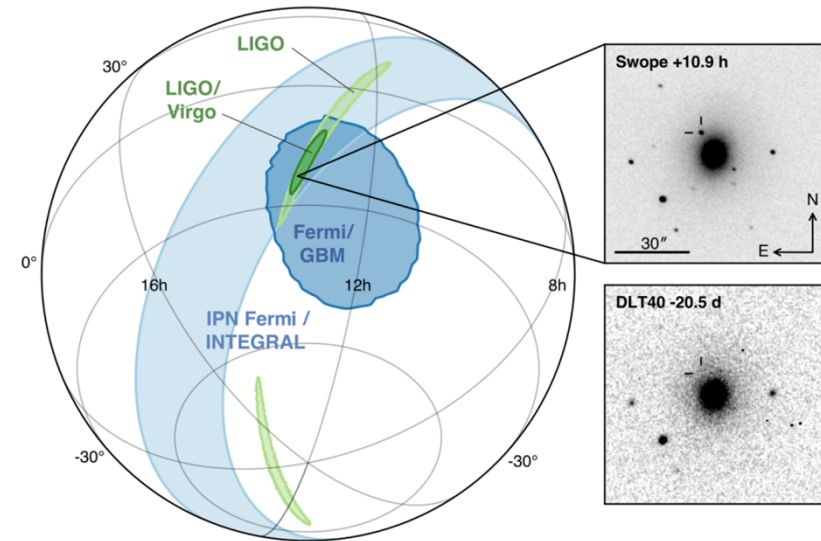 LIGO
30°
LIGO/
Virgo
Swope +10.9 h
N
E
30″
Fermi/
GBM
0°
16h
12h
8h
IPN Fermi /
INTEGRAL
DLT40 -20.5 d
-30°
-30°